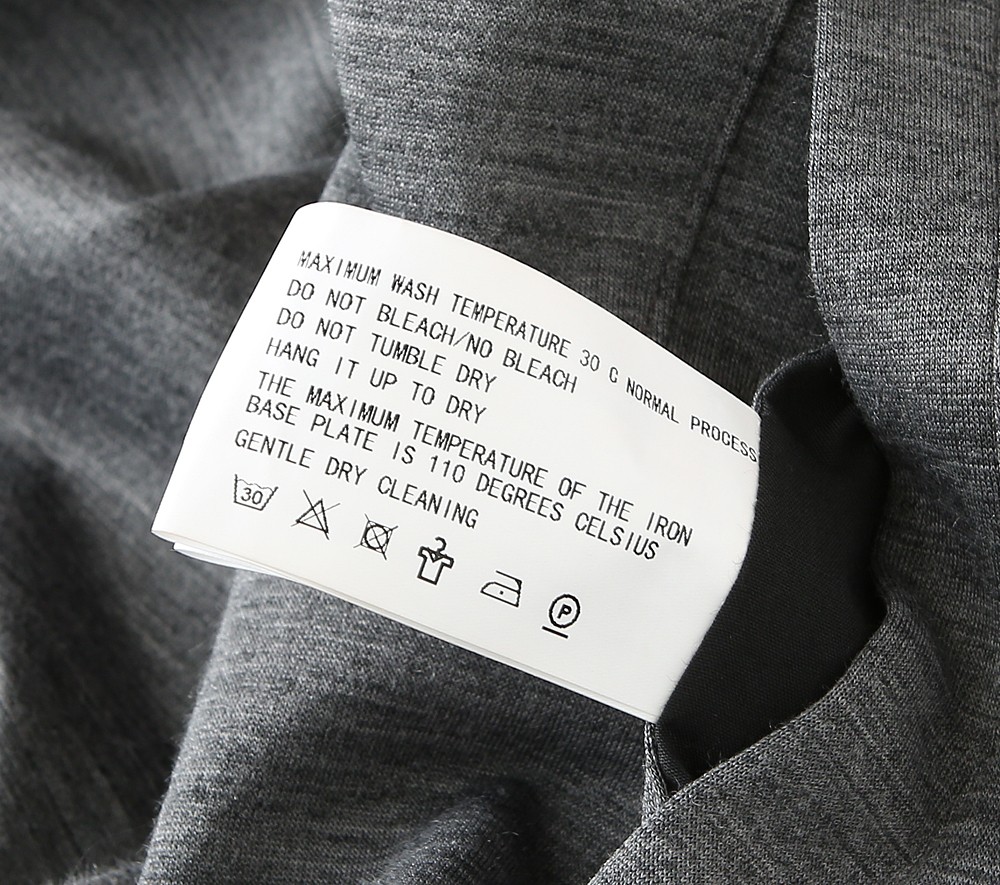 MAXIMUM WASH TEMPERATURE 30 C NORMAL PROCESS
DO NOT BLEACH/NO BLEACH
DO NOT TUMBLE DRY
HANG IT UP TO DRY
THE MAXIMUM TEMPERATURE OF THE IRON
BASE PLATE IS 110 DEGREES CELSIUS
GENTLE DRY CLEANING
30 P